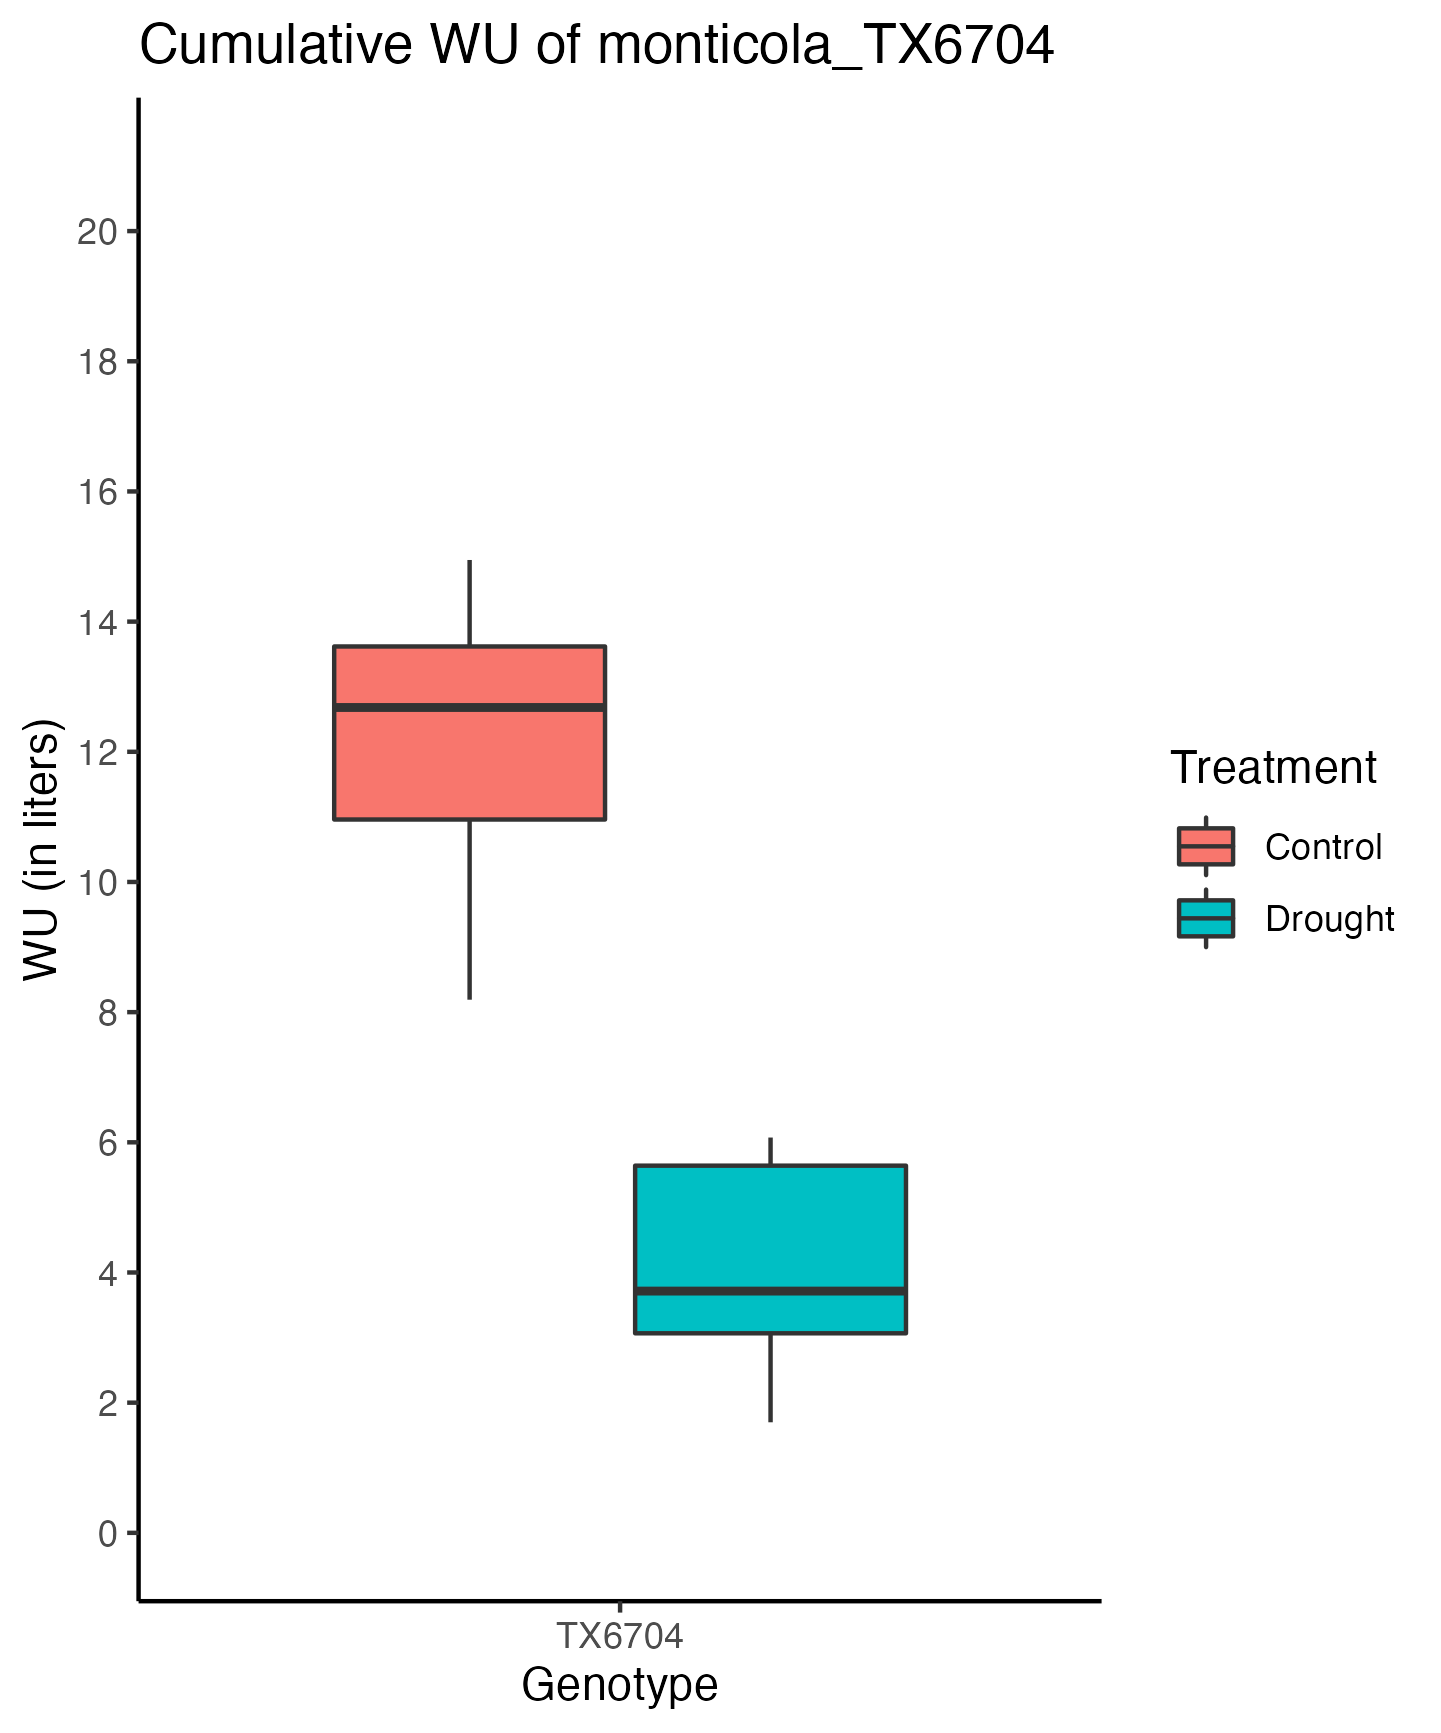 Cumulative WU of monticola_TX6704
20
18
16
14
12
10
8
6
4
2
0
WU (in liters)
TX6704
Genotype
Treatment
Control
Drought